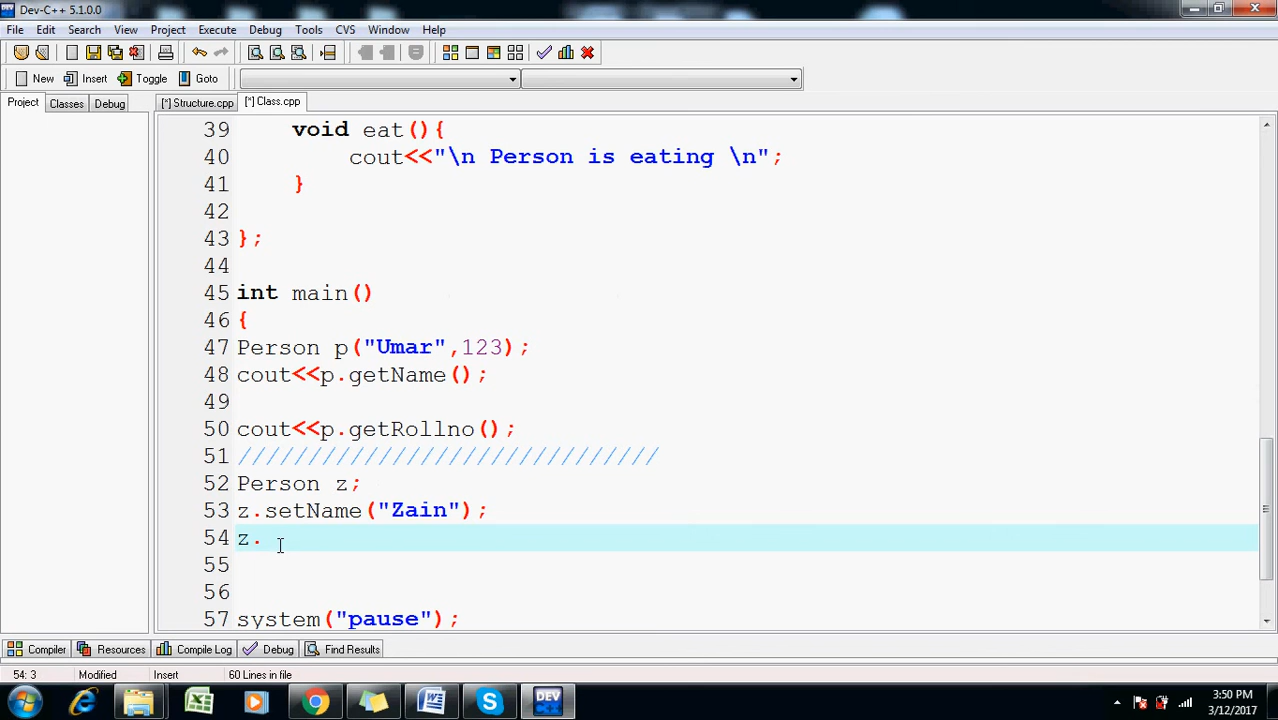 Dev-C++ 5.1.0.0
File Edit Search View Project Execute Debug Tools CVS Window Help
New Insert Toggle Goto
Project Classes Debug [*] Structure.cpp [*] Class.cpp
39 void eat(){
40 cout<<"\n Person is eating \n";
41 }
42
43 };
44
45 int main()
46 {
47 Person p("Umar",123);
48 cout<<p.getName();
49
50 cout<<p.getRollno();
51 //////////////////////////////
52 Person z;
53 z.setName("Zain");
54 z.
55
56
57 system("pause");
Compiler Resources Compile Log Debug Find Results
54: 3 Modified Insert 60 Lines in file
3:50 PM
3/12/2017